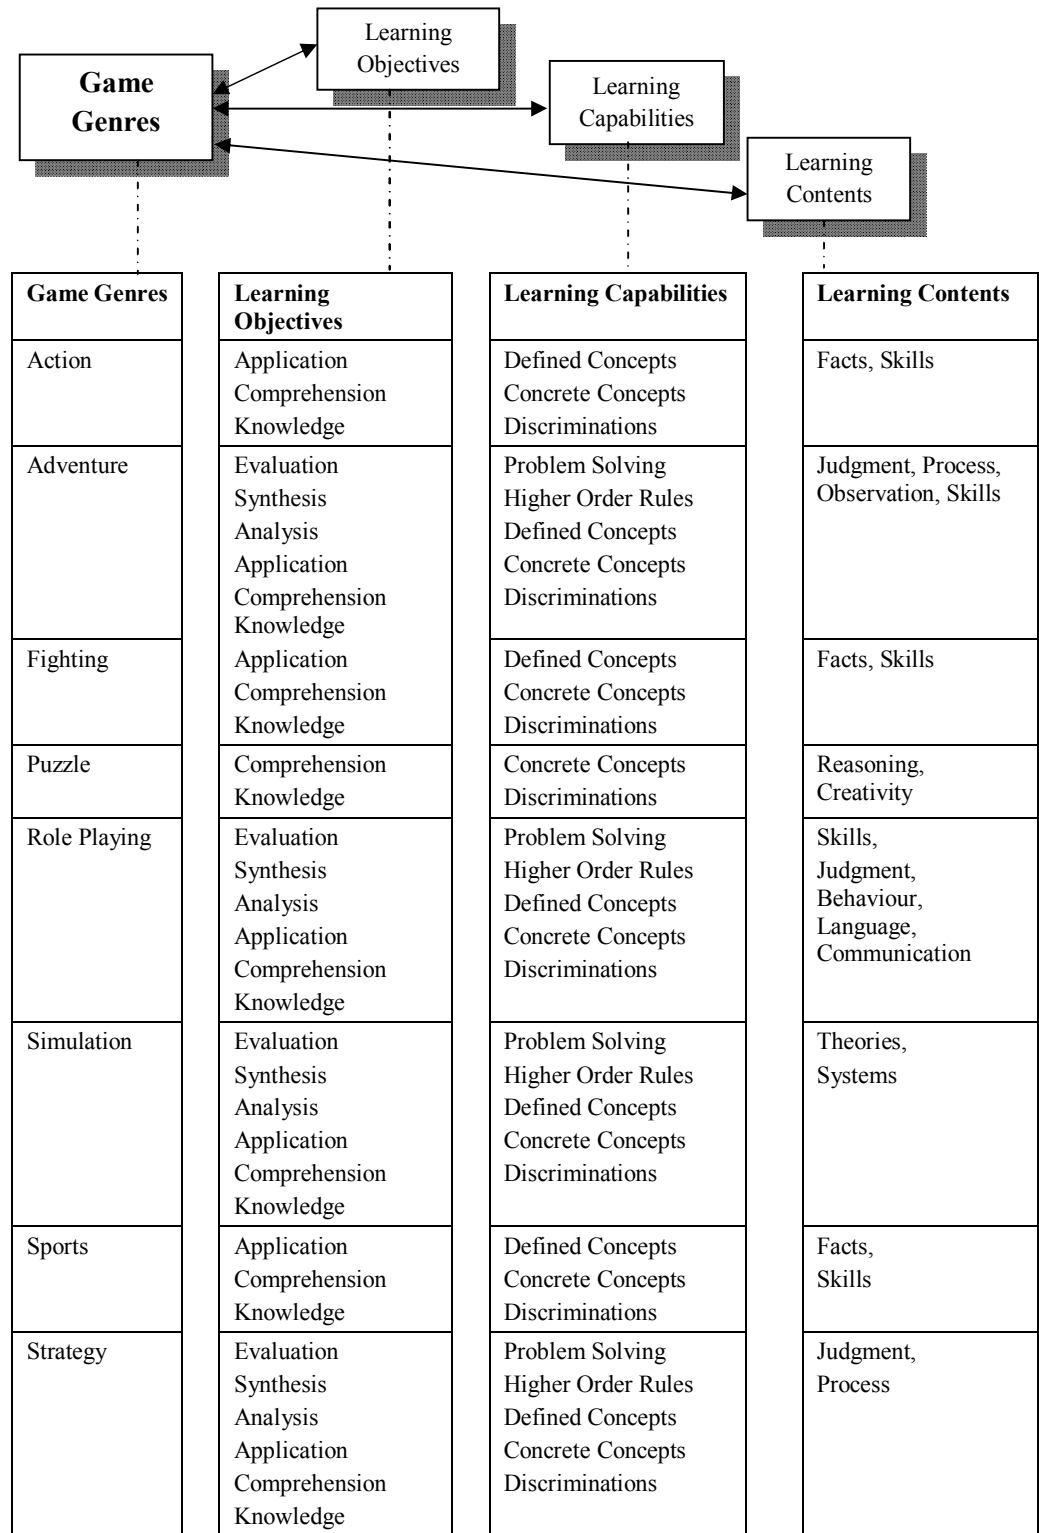 Learning
Objectives
Game
Genres
Learning
Capabilities
Learning
Contents
Game Genres
Learning
Objectives
Learning Capabilities
Learning Contents
Action
Application
Comprehension
Knowledge
Defined Concepts
Concrete Concepts
Discriminations
Facts, Skills
Adventure
Evaluation
Synthesis
Analysis
Application
Comprehension
Knowledge
Problem Solving
Higher Order Rules
Defined Concepts
Concrete Concepts
Discriminations
Judgment, Process,
Observation, Skills
Fighting
Application
Comprehension
Knowledge
Defined Concepts
Concrete Concepts
Discriminations
Facts, Skills
Puzzle
Comprehension
Knowledge
Concrete Concepts
Discriminations
Reasoning,
Creativity
Role Playing
Evaluation
Synthesis
Analysis
Application
Comprehension
Knowledge
Problem Solving
Higher Order Rules
Defined Concepts
Concrete Concepts
Discriminations
Skills,
Judgment,
Behaviour,
Language,
Communication
Simulation
Evaluation
Synthesis
Analysis
Application
Comprehension
Knowledge
Problem Solving
Higher Order Rules
Defined Concepts
Concrete Concepts
Discriminations
Theories,
Systems
Sports
Application
Comprehension
Knowledge
Defined Concepts
Concrete Concepts
Discriminations
Facts,
Skills
Strategy
Evaluation
Synthesis
Analysis
Application
Comprehension
Knowledge
Problem Solving
Higher Order Rules
Defined Concepts
Concrete Concepts
Discriminations
Judgment,
Process